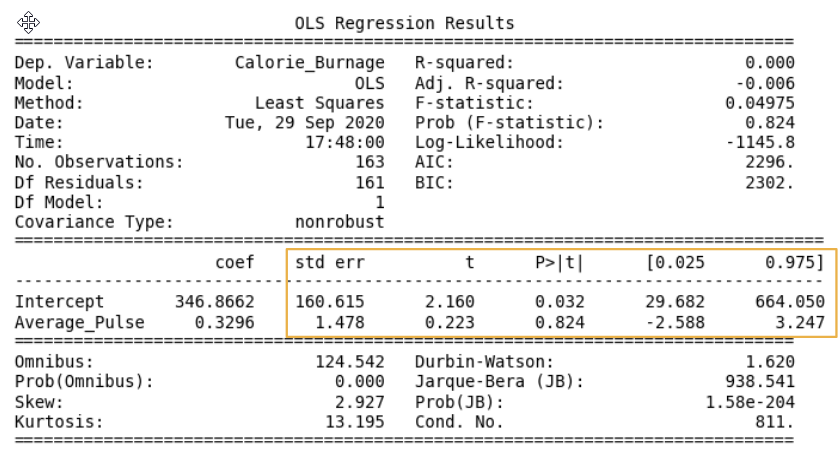 OLS Regression Results
==============================================================================
Dep. Variable: Calorie_Burnage R-squared: 0.000
Model: OLS Adj. R-squared: -0.006
Method: Least Squares F-statistic: 0.04975
Date: Tue, 29 Sep 2020 Prob (F-statistic): 0.824
Time: 17:48:00 Log-Likelihood: -1145.8
No. Observations: 163 AIC: 2296.
Df Residuals: 161 BIC: 2302.
Df Model: 1
Covariance Type: nonrobust
=================================================================================
coef std err t P>|t| [0.025 0.975]
---------------------------------------------------------------------------------
Intercept 346.8662 160.615 2.160 0.032 29.682 664.050
Average_Pulse 0.3296 1.478 0.223 0.824 -2.588 3.247
==============================================================================
Omnibus: 124.542 Durbin-Watson: 1.620
Prob(Omnibus): 0.000 Jarque-Bera (JB): 938.541
Skew: 2.927 Prob(JB): 1.58e-204
Kurtosis: 13.195 Cond. No. 811.
==============================================================================